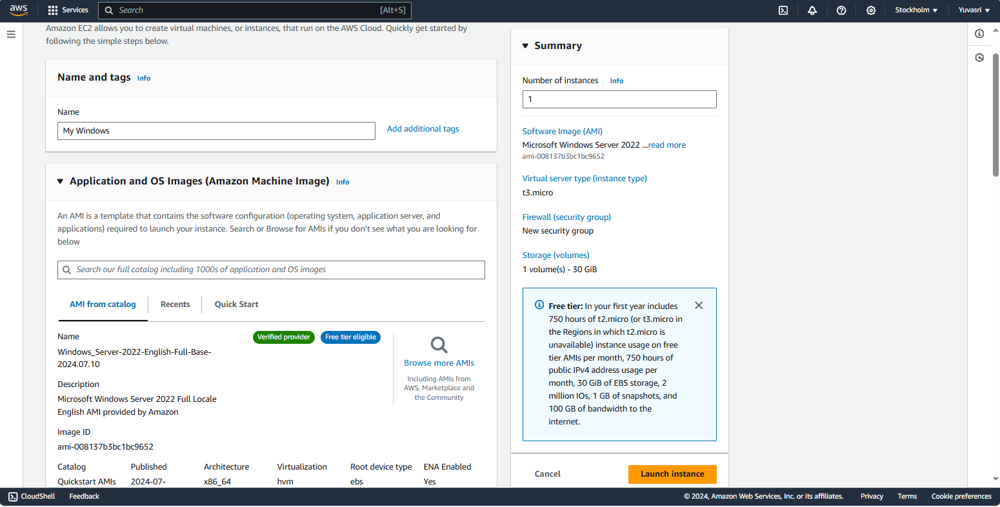 aws
Services
Search
[Alt+S]
Stockholm
Yuvasri
Amazon EC2 allows you to create virtual machines, or instances, that run on the AWS Cloud. Quickly get started by
following the simple steps below.
Name and tags Info
Name
My Windows
Add additional tags
Application and OS Images (Amazon Machine Image) Info
An AMI is a template that contains the software configuration (operating system, application server, and
applications) required to launch your instance. Search or Browse for AMIs if you don't see what you are looking for
below
Search our full catalog including 1000s of application and OS images
AMI from catalog
Recents
Quick Start
Name
Verified provider
Free tier eligible
Windows_Server-2022-English-Full-Base-
2024.07.10
Description
Microsoft Windows Server 2022 Full Locale
English AMI provided by Amazon
Image ID
ami-008137b3bc1bc9652
Browse more AMIs
Including AMIs from
AWS, Marketplace and
the Community
Catalog Published Architecture Virtualization Root device type ENA Enabled
Quickstart AMIs 2024-07- x86_64 hvm ebs Yes
Summary
Number of instances Info
1
Software Image (AMI)
Microsoft Windows Server 2022 ...read more
ami-008137b3bc1bc9652
Virtual server type (instance type)
t3.micro
Firewall (security group)
New security group
Storage (volumes)
1 volume(s) - 30 GiB
Free tier: In your first year includes
750 hours of t2.micro (or t3.micro in
the Regions in which t2.micro is
unavailable) instance usage on free
tier AMIs per month, 750 hours of
public IPv4 address usage per
month, 30 GiB of EBS storage, 2
million IOs, 1 GB of snapshots, and
100 GB of bandwidth to the
internet.
Cancel
Launch instance
CloudShell
Feedback
© 2024, Amazon Web Services, Inc. or its affiliates.
Privacy
Terms
Cookie preferences